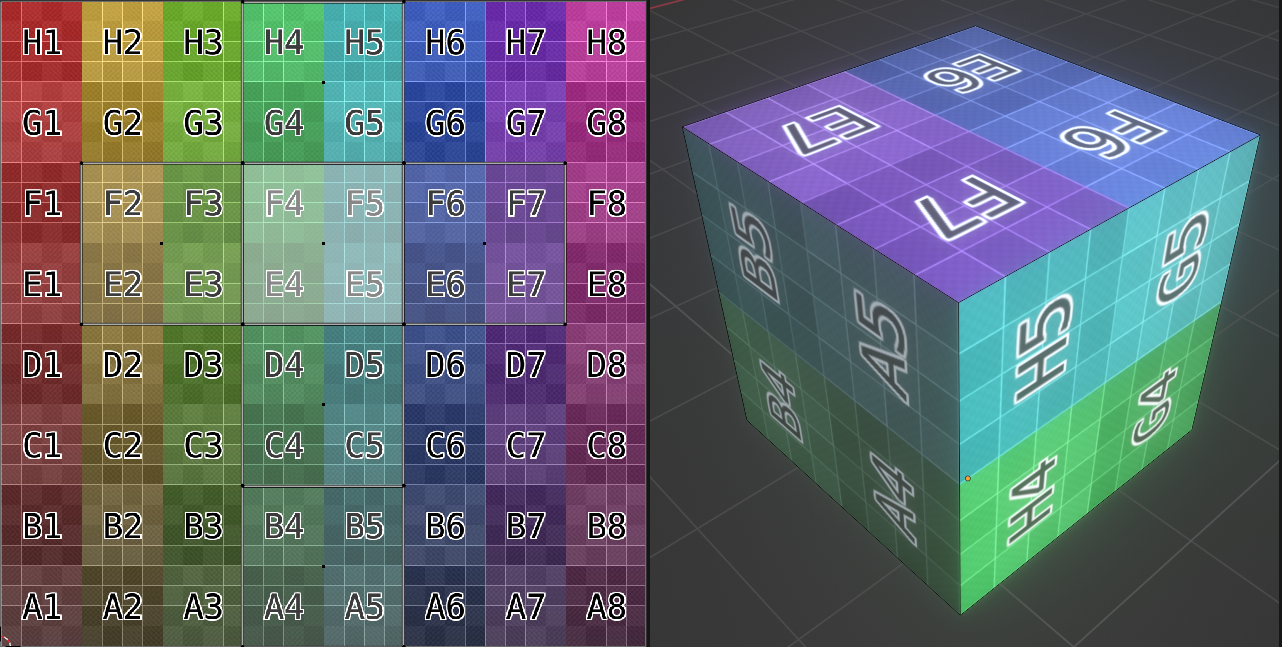 H1 H2 H3 H4 H5 H6 H7 H8
G1 G2 G3 G4 G5 G6 G7 G8
F1 F2 F3 F4 F5 F6 F7 F8
E1 E2 E3 E4 E5 E6 E7 E8
D1 D2 D3 D4 D5 D6 D7 D8
C1 C2 C3 C4 C5 C6 C7 C8
B1 B2 B3 B4 B5 B6 B7 B8
A1 A2 A3 A4 A5 A6 A7 A8
E6
E7 F6
F7
B5 A5 H5 G5
B4 A4 H4 G4